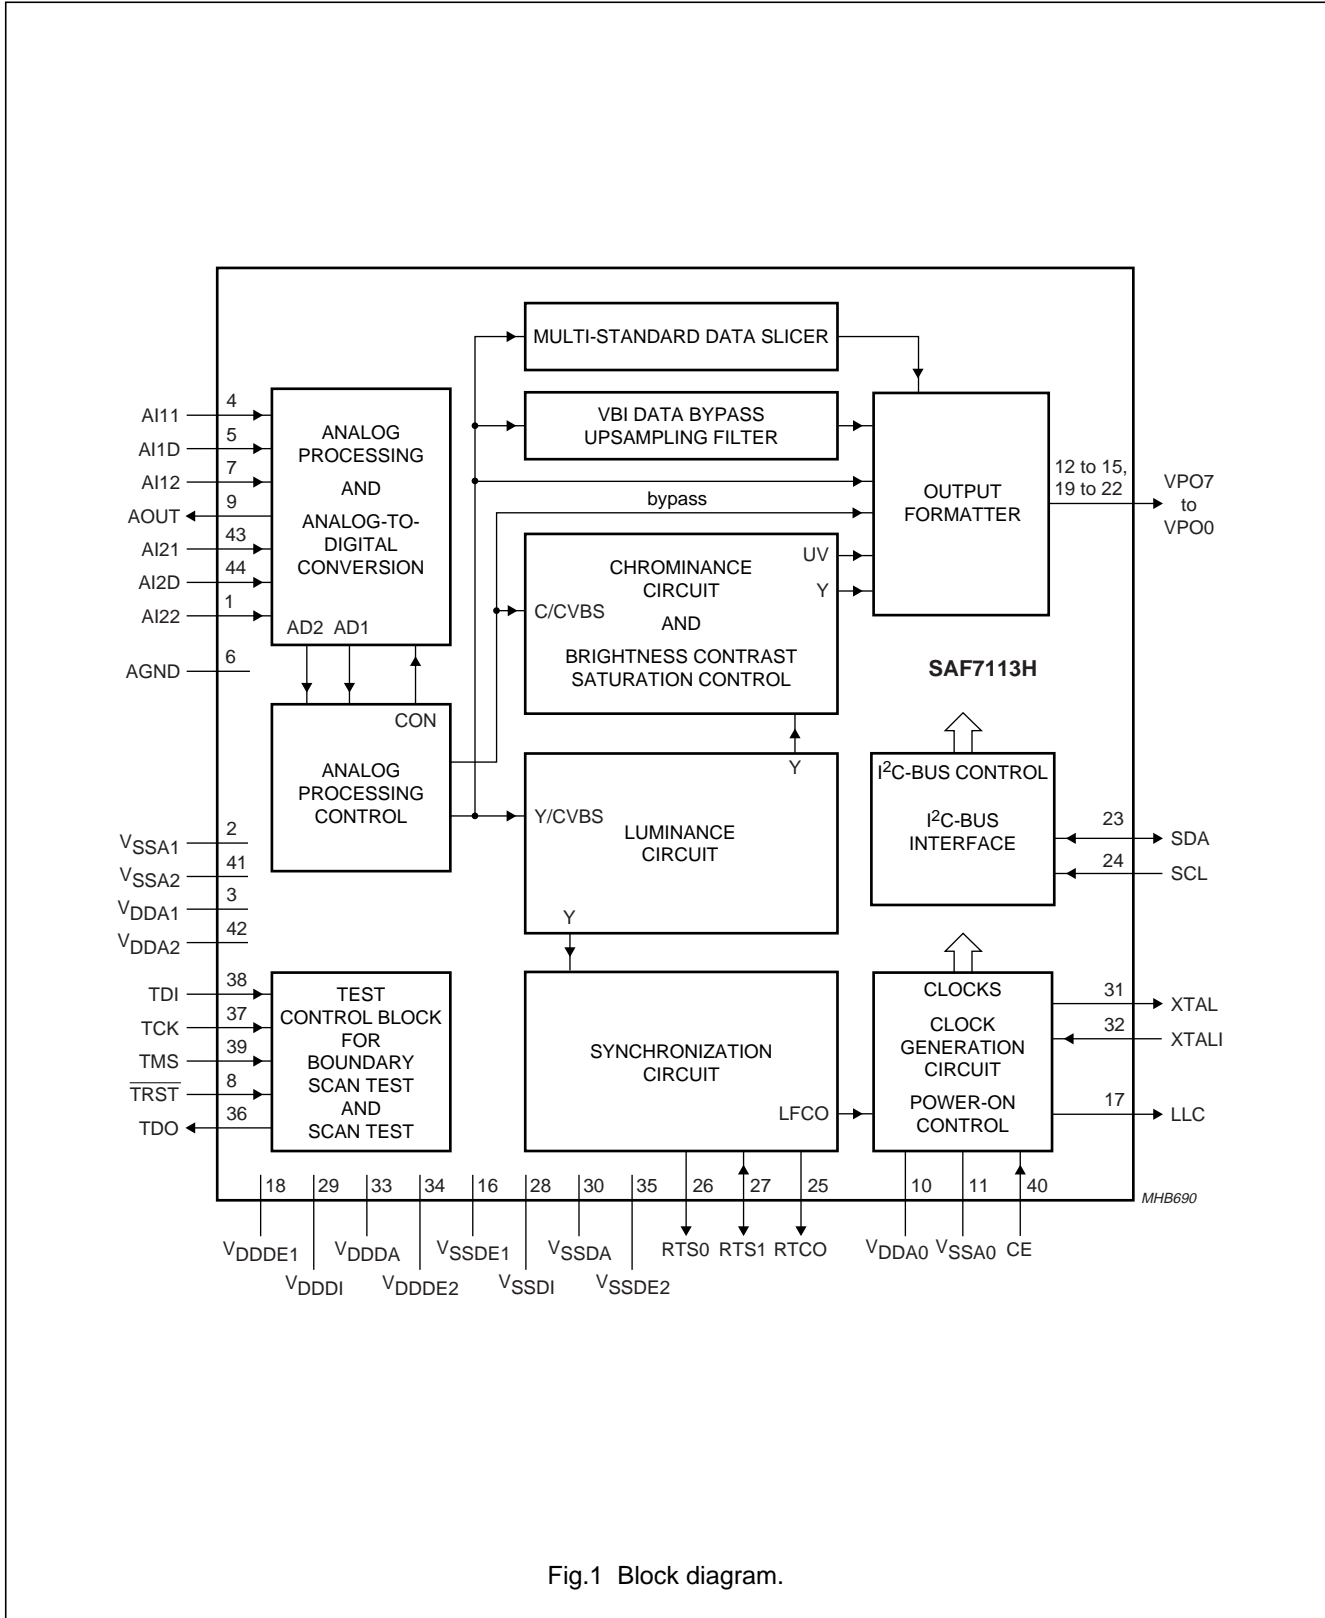 MULTI-STANDARD DATA SLICER
VBI DATA BYPASS
UPSAMPLING FILTER
bypass
AI11
4
AI1D
5
AI12
7
AOUT
9
AI21
43
AI2D
44
AI22
1
AGND
6
ANALOG
PROCESSING
AND
ANALOG-TO-
DIGITAL
CONVERSION
AD2 AD1
CON
ANALOG
PROCESSING
CONTROL
CHROMINANCE
CIRCUIT
AND
BRIGHTNESS CONTRAST
SATURATION CONTROL
C/CVBS
UV
Y
OUTPUT
FORMATTER
12 to 15,
19 to 22
VPO7
to
VPO0
SAF7113H
Y
Y/CVBS
LUMINANCE
CIRCUIT
Y
I2C-BUS CONTROL
I2C-BUS
INTERFACE
23
SDA
24
SCL
VSSA1
2
VSSA2
41
VDDA1
3
VDDA2
42
TDI
38
TCK
37
TMS
39
TRST
8
TDO
36
TEST
CONTROL BLOCK
FOR
BOUNDARY
SCAN TEST
AND
SCAN TEST
SYNCHRONIZATION
CIRCUIT
LFCO
CLOCKS
CLOCK
GENERATION
CIRCUIT
POWER-ON
CONTROL
31
XTAL
32
XTALI
17
LLC
18 29 33 34 16 28 30 35 26 27 25 10 11 40
MHB690
VDDDE1 VDDDA VSSDE1 VSSDA RTS0 RTS1 RTCO VDDA0 VSSA0 CE
VDDDI VDDDE2 VSSDI VSSDE2
Fig.1 Block diagram.